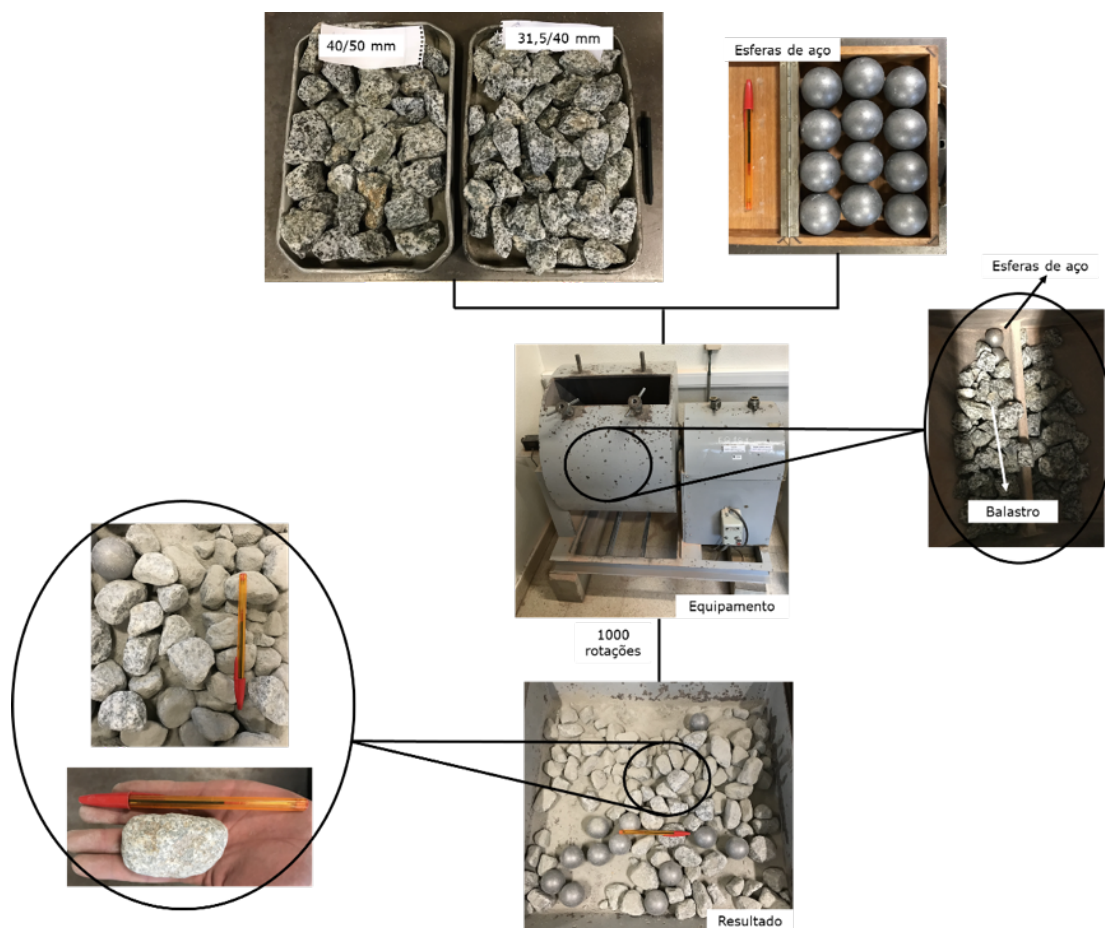 40/50 mm
31,5/40 mm
Esferas de aço
Esferas de aço
Balastro
Equipamento
1000
rotações
Resultado